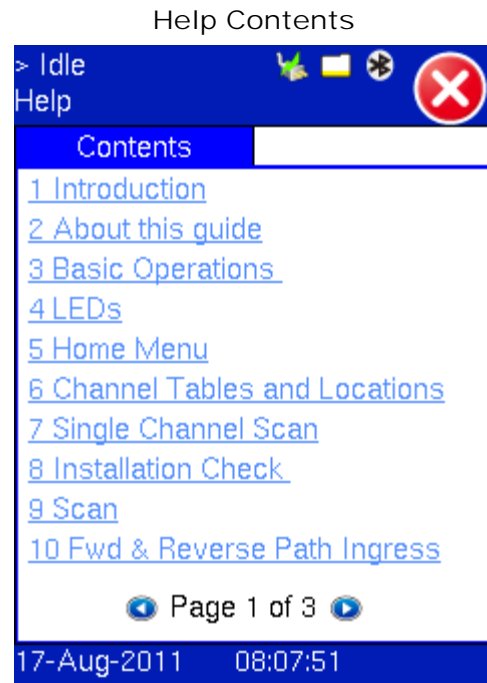 Help Contents
> Idle
Help
Contents
1 Introduction
2 About this guide
3 Basic Operations
4 LEDs
5 Home Menu
6 Channel Tables and Locations
7 Single Channel Scan
8 Installation Check
9 Scan
10 Fwd & Reverse Path Ingress
Page 1 of 3
17-Aug-2011 08:07:51